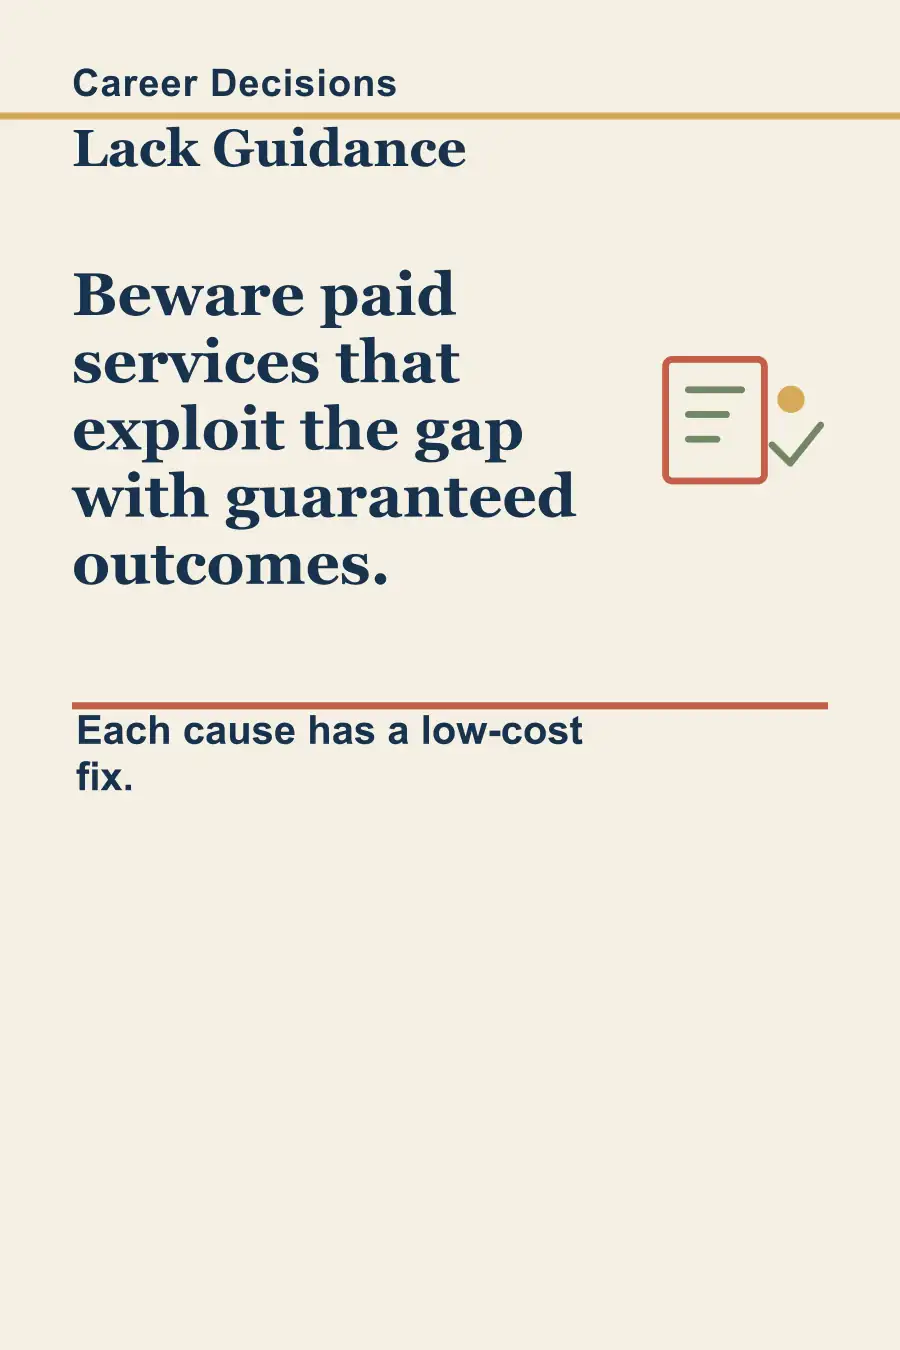 Career Decisions
Lack Guidance
Beware paid
services that
exploit the gap
with guaranteed
outcomes.
Each cause has a low-cost
fix.